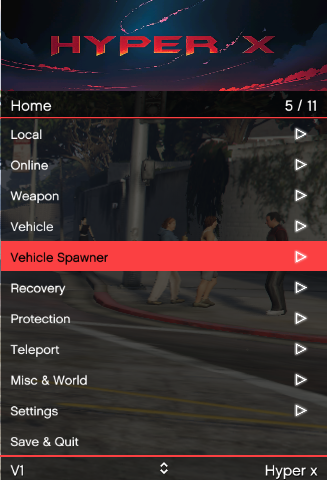 HYPER X
Home 5 / 11
Local
Online
Weapon
Vehicle
Vehicle Spawner
Recovery
Protection
Teleport
Misc & World
Settings
Save & Quit
V1 Hyper x